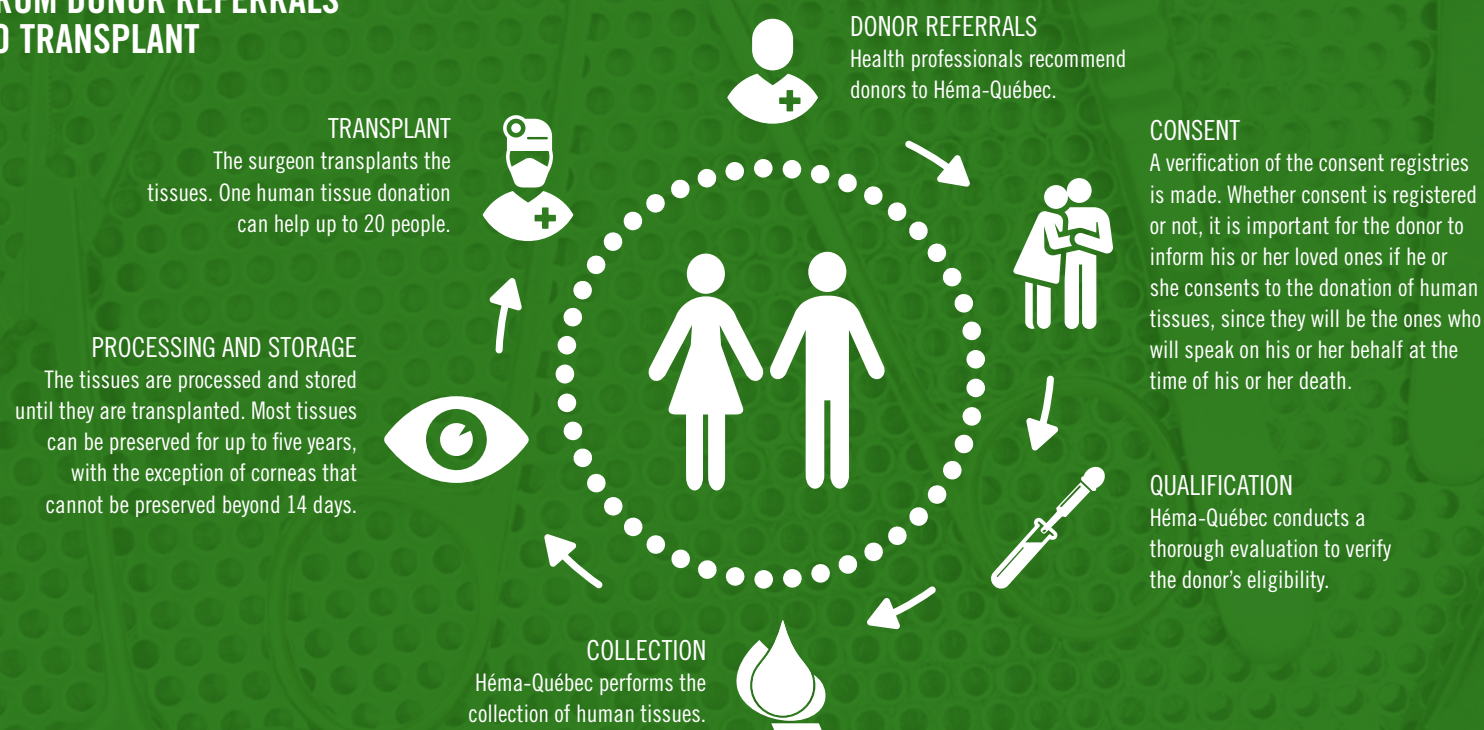 DONOR REFERRALS
TRANSPLANT
DONOR REFERRALS
Health professionals recommend
donors to Héma-Québec.
CONSENT
A verification of the consent registries
is made. Whether consent is registered
or not, it is important for the donor to
inform his or her loved ones if he or
she consents to the donation of human
tissues, since they will be the ones who
will speak on his or her behalf at the
time of his or her death.
QUALIFICATION
Héma-Québec conducts a
thorough evaluation to verify
the donor’s eligibility.
COLLECTION
Héma-Québec performs the
collection of human tissues.
PROCESSING AND STORAGE
The tissues are processed and stored
until they are transplanted. Most tissues
can be preserved for up to five years,
with the exception of corneas that
cannot be preserved beyond 14 days.
TRANSPLANT
The surgeon transplants the
tissues. One human tissue donation
can help up to 20 people.